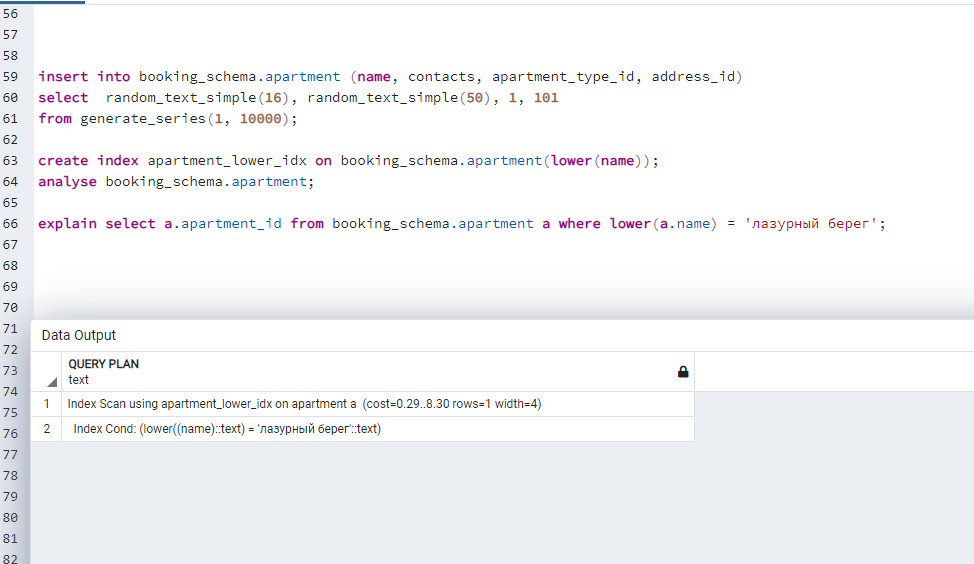 56
57
58
59 insert into booking_schema.apartment (name, contacts, apartment_type_id, address_id)
60 select  random_text_simple(16), random_text_simple(50), 1, 101
61 from generate_series(1, 10000);
62
63 create index apartment_lower_idx on booking_schema.apartment(lower(name));
64 analyse booking_schema.apartment;
65
66 explain select a.apartment_id from booking_schema.apartment a where lower(a.name) = 'лазурный берег';
67
68
69
70
71
Data Output
72
QUERY PLAN
73
text
74
1 Index Scan using apartment_lower_idx on apartment a (cost=0.29..8.30 rows=1 width=4)
75
76
2 Index Cond: (lower((name)::text) = 'лазурный берег'::text)
77
78
79
80
81
82